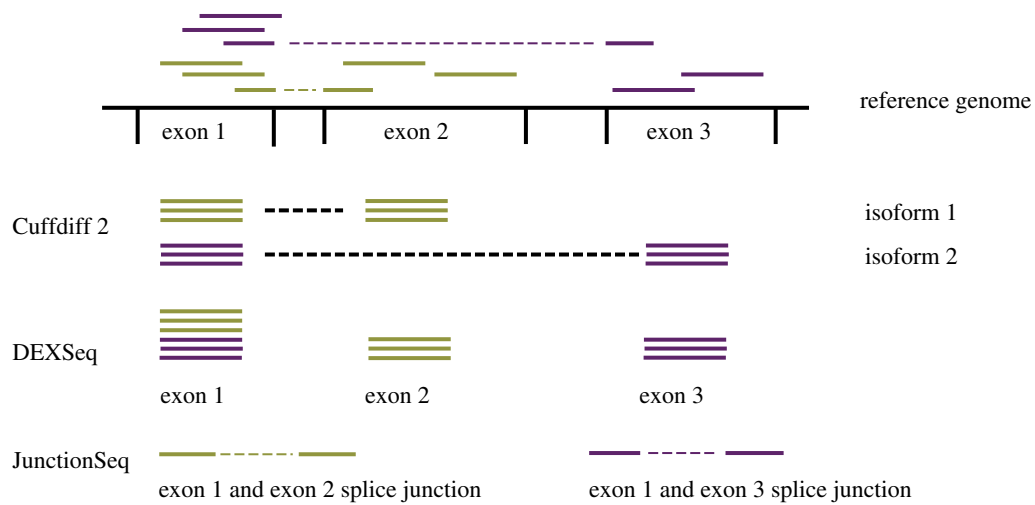 reference genome
exon 1 exon 2 exon 3
Cuffdiff 2
isoform 1
isoform 2
DEXSeq
exon 1 exon 2 exon 3
JunctionSeq
exon 1 and exon 2 splice junction exon 1 and exon 3 splice junction